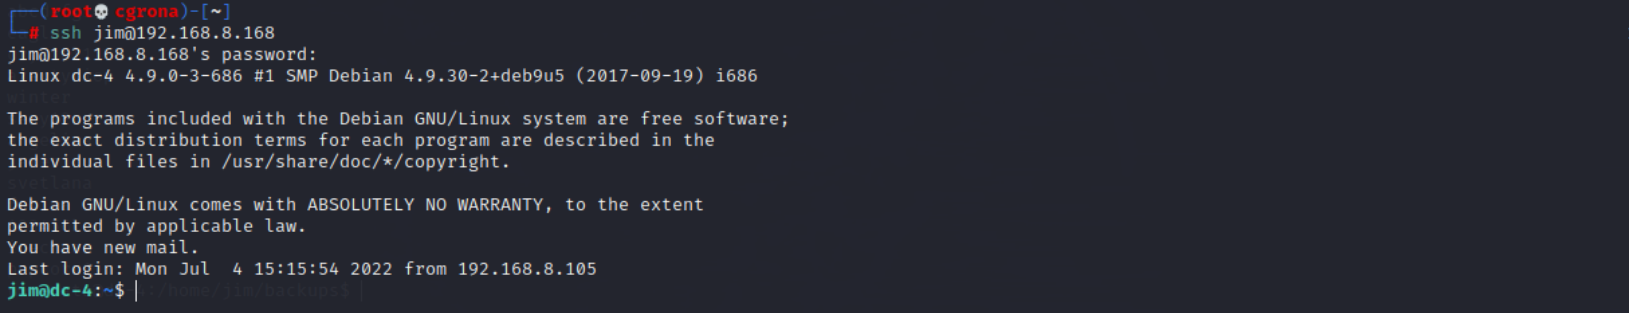 ┌──(root💀cgrona)-[~]
└─# ssh jim@192.168.8.168
jim@192.168.8.168's password:
Linux dc-4 4.9.0-3-686 #1 SMP Debian 4.9.30-2+deb9u5 (2017-09-19) i686
winter
The programs included with the Debian GNU/Linux system are free software;
the exact distribution terms for each program are described in the
individual files in /usr/share/doc/*/copyright.
svetlana
Debian GNU/Linux comes with ABSOLUTELY NO WARRANTY, to the extent
permitted by applicable law.
You have new mail.
Last login: Mon Jul  4 15:15:54 2022 from 192.168.8.105
jim@dc-4:~$ :/home/jim/backups$